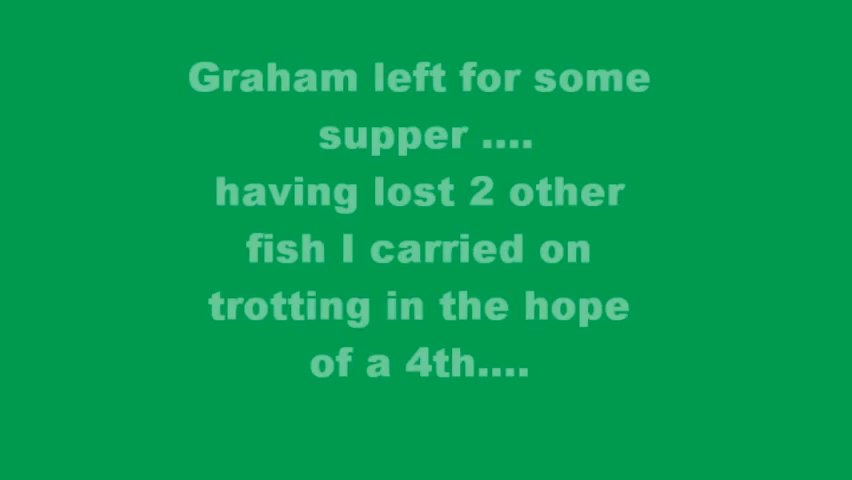 Graham left for some
supper ....
having lost 2 other
fish I carried on
trotting in the hope
of a 4th....